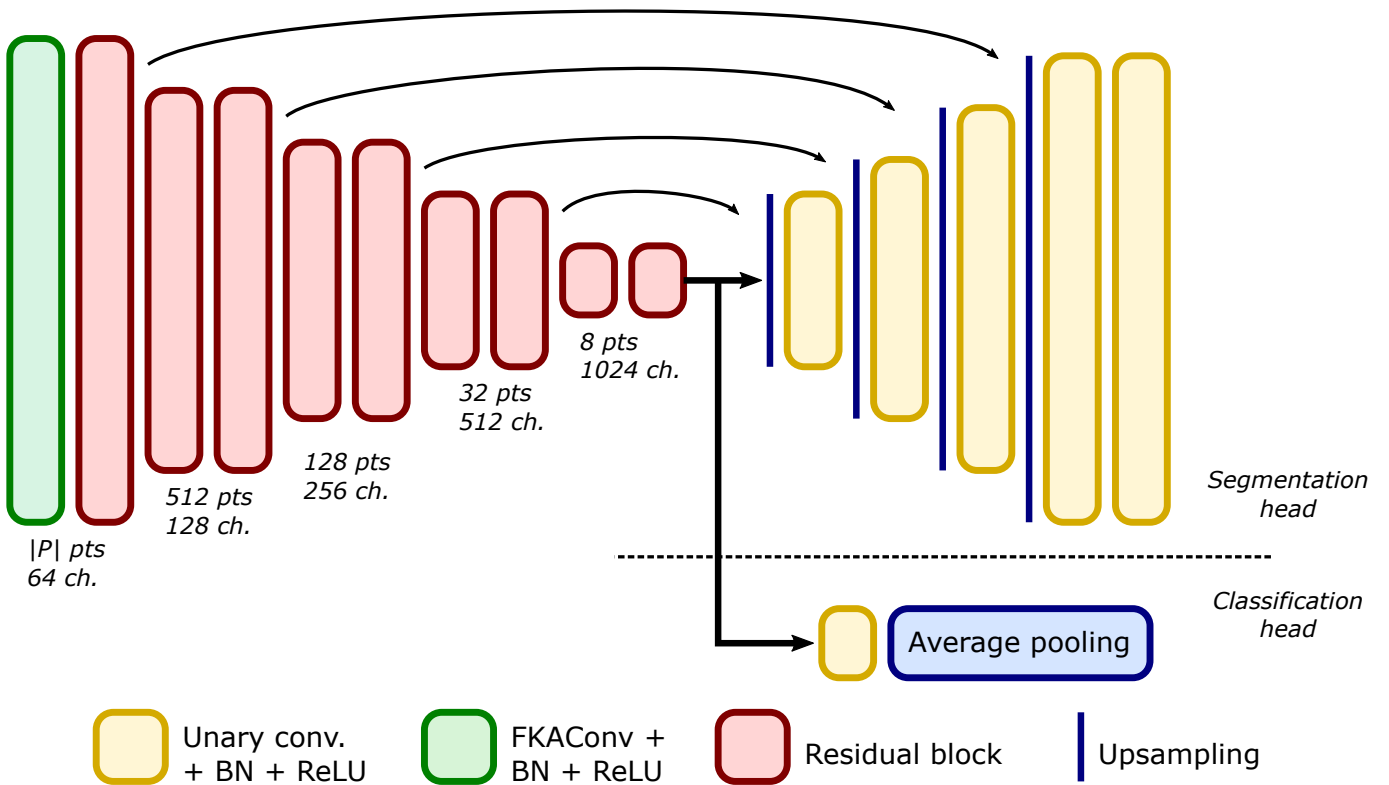 8 pts
1024 ch.
32 pts
512 ch.
128 pts
256 ch.
512 pts
128 ch.
|P| pts
64 ch.
Segmentation
head
Classification
head
Average pooling
Unary conv.
+ BN + ReLU
FKAConv +
BN + ReLU
Residual block
Upsampling